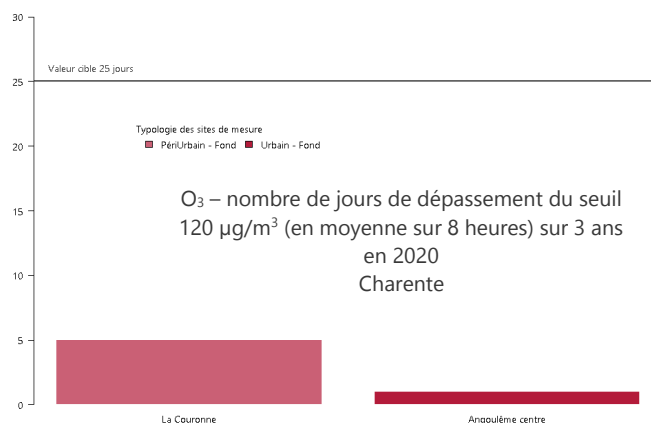 30
Valeur cible 25 jours
25
Typologie des sites de mesure
PériUrbain - Fond Urbain - Fond
20
O₃ – nombre de jours de dépassement du seuil
120 µg/m³ (en moyenne sur 8 heures) sur 3 ans
en 2020
Charente
15
10
5
0
La Couronne Angoulême centre